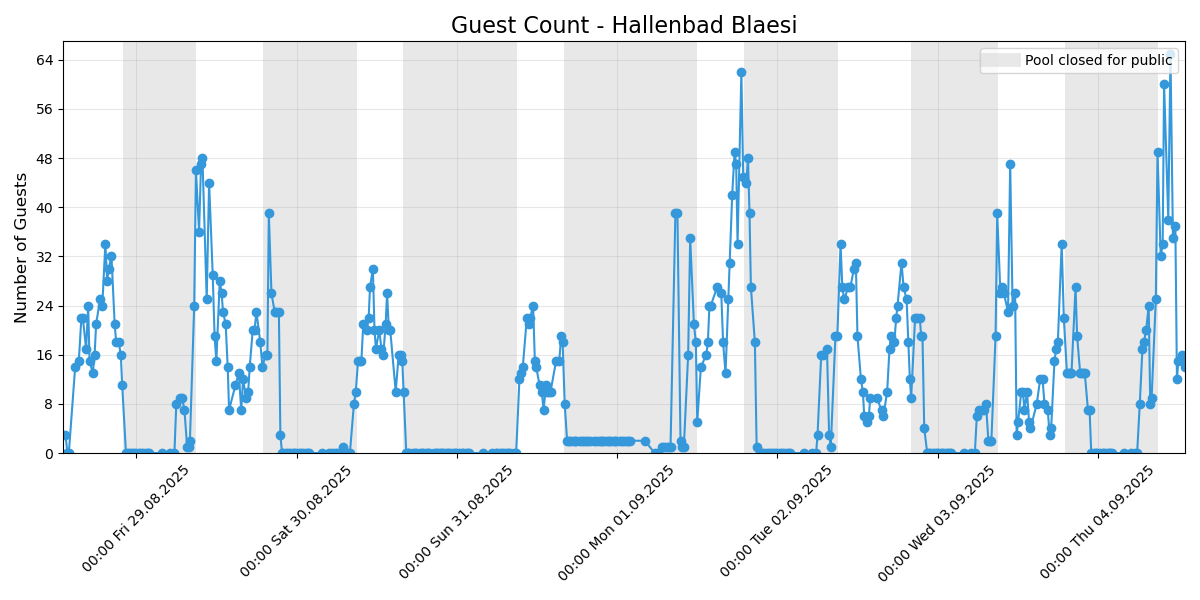 Guest Count - Hallenbad Blaesi
Pool closed for public
Number of Guests
64
56
48
40
32
24
16
8
0
00:00 Fri 29.08.2025
00:00 Sat 30.08.2025
00:00 Sun 31.08.2025
00:00 Mon 01.09.2025
00:00 Tue 02.09.2025
00:00 Wed 03.09.2025
00:00 Thu 04.09.2025